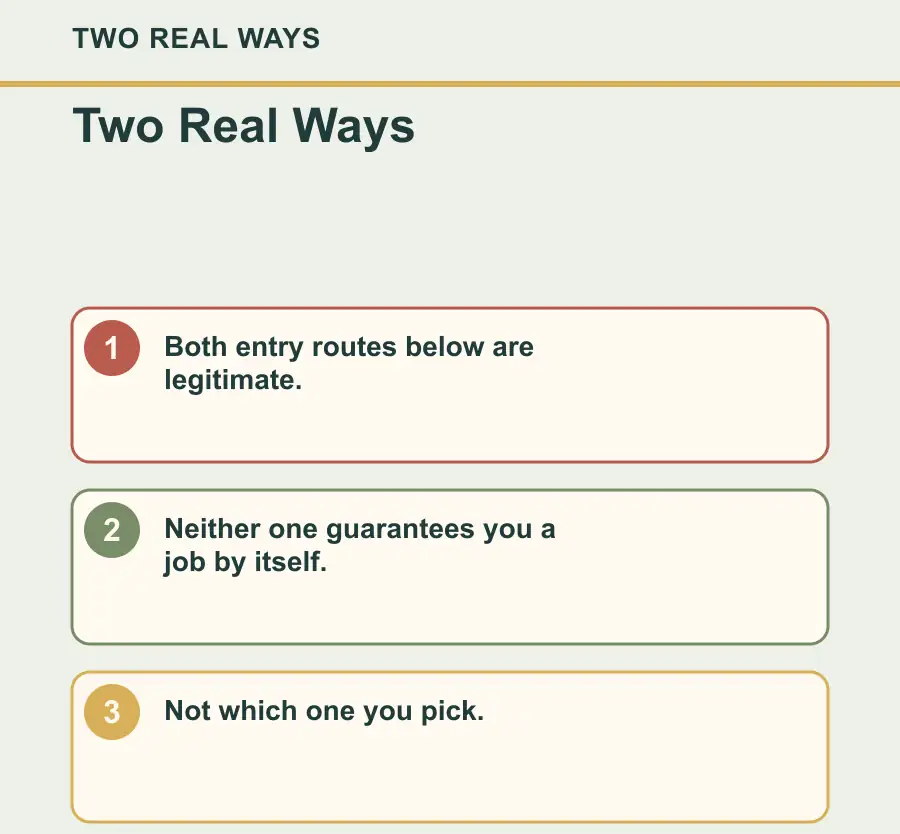 TWO REAL WAYS
Two Real Ways
1
Both entry routes below are
legitimate.
2
Neither one guarantees you a
job by itself.
3
Not which one you pick.